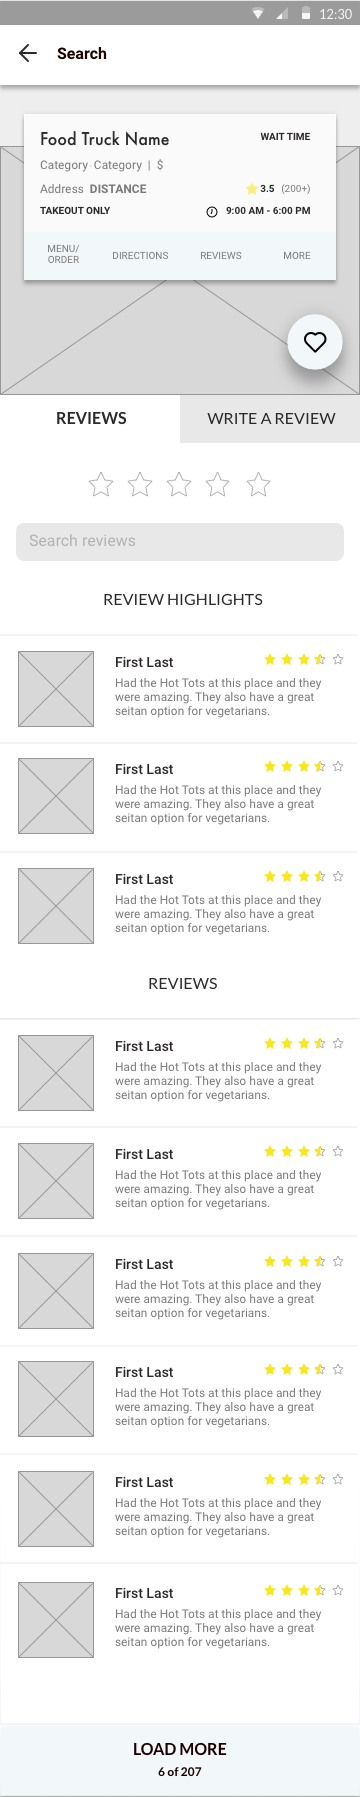 12:30
Search
Food Truck Name
WAIT TIME
Category · Category | $
Address DISTANCE
3.5 (200+)
TAKEOUT ONLY
9:00 AM - 6:00 PM
MENU/
ORDER
DIRECTIONS
REVIEWS
MORE
REVIEWS
WRITE A REVIEW
Search reviews
REVIEW HIGHLIGHTS
First Last
Had the Hot Tots at this place and they
were amazing. They also have a great
seitan option for vegetarians.
First Last
Had the Hot Tots at this place and they
were amazing. They also have a great
seitan option for vegetarians.
First Last
Had the Hot Tots at this place and they
were amazing. They also have a great
seitan option for vegetarians.
REVIEWS
First Last
Had the Hot Tots at this place and they
were amazing. They also have a great
seitan option for vegetarians.
First Last
Had the Hot Tots at this place and they
were amazing. They also have a great
seitan option for vegetarians.
First Last
Had the Hot Tots at this place and they
were amazing. They also have a great
seitan option for vegetarians.
First Last
Had the Hot Tots at this place and they
were amazing. They also have a great
seitan option for vegetarians.
First Last
Had the Hot Tots at this place and they
were amazing. They also have a great
seitan option for vegetarians.
First Last
Had the Hot Tots at this place and they
were amazing. They also have a great
seitan option for vegetarians.
LOAD MORE
6 of 207